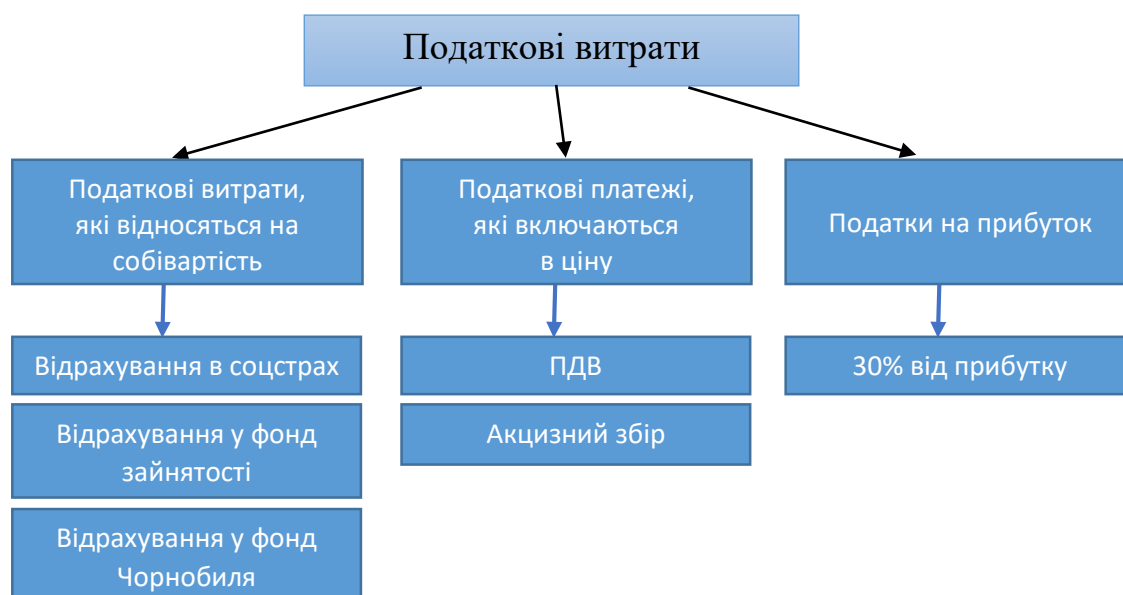 Податкові витрати
Податкові витрати,
які відносяться на
собівартість
Податкові платежі,
які включаються
в ціну
Податки на прибуток
Відрахування в соцстрах
ПДВ
30% від прибутку
Відрахування у фонд
зайнятості
Акцизний збір
Відрахування у фонд
Чорнобиля